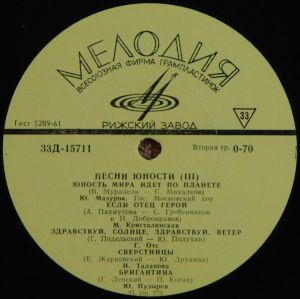 МЕЛОДИЯ
ВСЕСОЮЗНАЯ ФИРМА ГРАМПЛАСТИНОК
Гост 5289-61
РИЖСКИЙ ЗАВОД
33
33Д-15711
Вторая гр. 0-70
ПЕСНИ ЮНОСТИ (III)
ЮНОСТЬ МИРА ИДЕТ ПО ПЛАНЕТЕ
(В. Мурадели — С. Михалков)
Ю. Мазурок. Гос. Московский хор
ЕСЛИ ОТЕЦ ГЕРОЙ
(А. Пахмутова — С. Гребенников
и Н. Добронравов)
М. Кристалинская
ЗДРАВСТВУЙ, СОЛНЦЕ, ЗДРАВСТВУЙ, ВЕТЕР
(Г. Подельский — Ю. Полухин)
Г. Отс
СВЕРСТНИЦЫ
(Е. Жарковский — Ю. Друнина)
Н. Таланова
БРИГАНТИНА
(Г. Лепский — П. Коган)
Ю. Пузырев